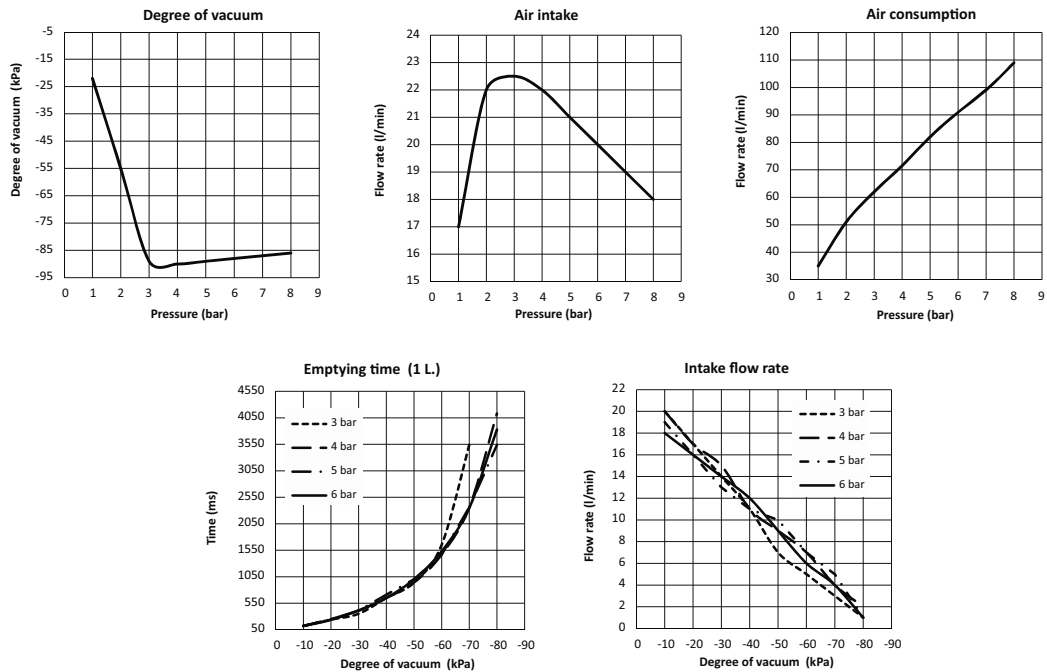 Degree of vacuum
Degree of vacuum (kPa)
-5
-15
-25
-35
-45
-55
-65
-75
-85
-95
0 1 2 3 4 5 6 7 8 9
Pressure (bar)
Air intake
Flow rate (l/min)
24
23
22
21
20
19
18
17
16
15
0 1 2 3 4 5 6 7 8 9
Pressure (bar)
Air consumption
Flow rate (l/min)
120
110
100
90
80
70
60
50
40
30
0 1 2 3 4 5 6 7 8 9
Pressure (bar)
Emptying time (1 L.)
Time (ms)
4550
4050
3550
3050
2550
2050
1550
1050
550
50
3 bar
4 bar
5 bar
6 bar
0 -10 -20 -30 -40 -50 -60 -70 -80 -90
Degree of vacuum (kPa)
Intake flow rate
Flow rate (l/min)
22
20
18
16
14
12
10
8
6
4
2
0
3 bar
4 bar
5 bar
6 bar
0 -10 -20 -30 -40 -50 -60 -70 -80 -90
Degree of vacuum (kPa)